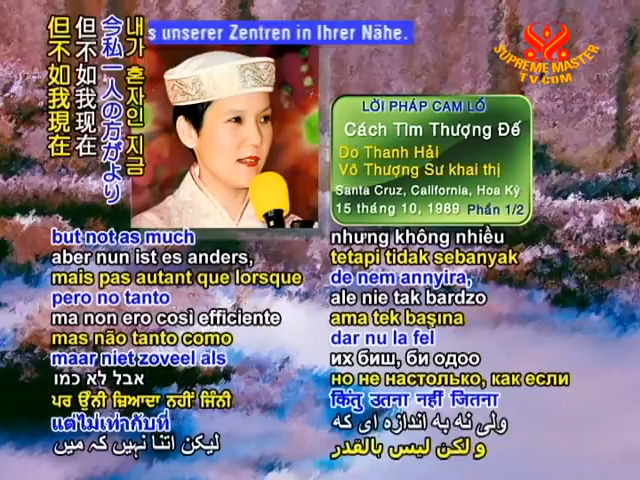 s unserer Zentren in Ihrer Nähe.
SUPREME MASTER
TV.COM
내가 혼자인 지금
今私一人の方がより
但不如我現在
但不如我现在
LỜI PHÁP CAM LỒ
Cách Tìm Thượng Đế
Do Thanh Hải
Vô Thượng Sư khai thị
Santa Cruz, California, Hoa Kỳ
15 tháng 10, 1989 Phần 1/2
but not as much
aber nun ist es anders,
mais pas autant que lorsque
pero no tanto
ma non ero così efficiente
mas não tanto como
maar niet zoveel als
אבל לא כמו
ਪਰ ਉੱਨੀ ਜ਼ਿਆਦਾ ਨਹੀਂ ਜਿੰਨੀ
แต่ไม่เท่ากับที่
لیکن اتنا نہیں کہ میں
nhưng không nhiều
tetapi tidak sebanyak
de nem annyira,
ale nie tak bardzo
ama tek başına
dar nu la fel
их биш, би одоо
но не настолько, как если
किंतु उतना नहीं जितना
ولی نه به اندازه ای که
و لكن ليس بالقدر